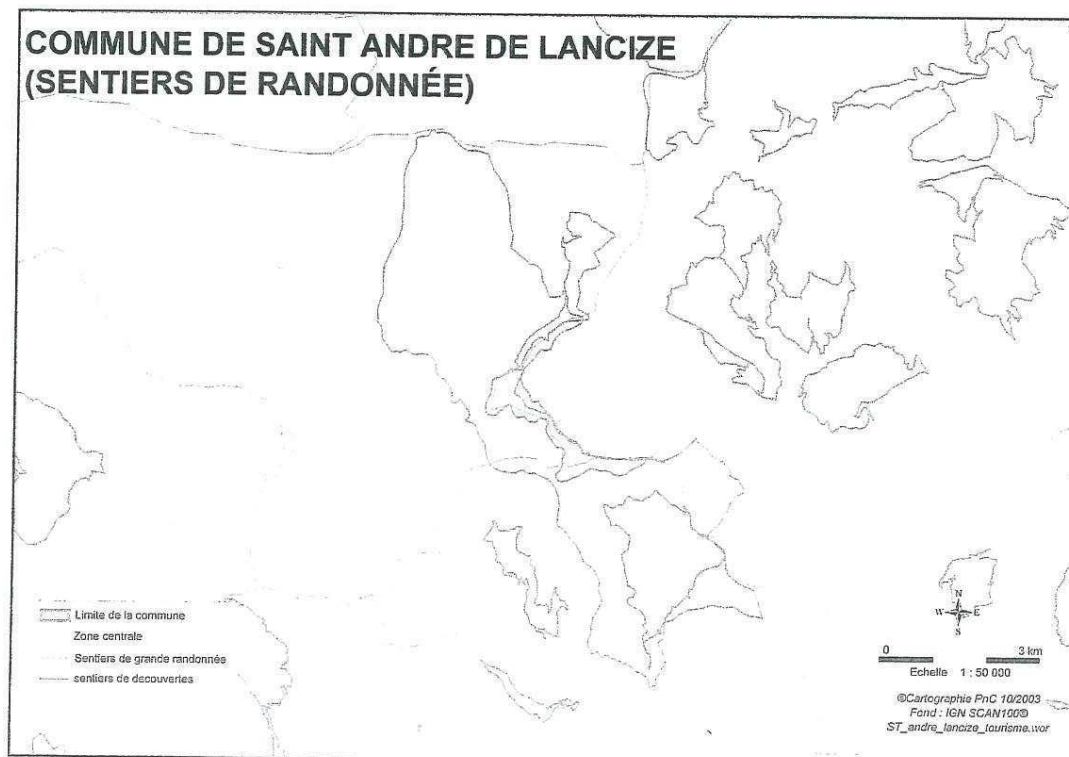 COMMUNE DE SAINT ANDRE DE LANCIZE
(SENTIERS DE RANDONNÉE)
Limite de la commune
Zone centrale
Sentiers de grande randonnée
sentiers de decouvertes
N
W E
S
0 3 km
Echelle 1 : 50 000
©Cartographie PnC 10/2003
Fond : IGN SCAN100®
ST_andre_lancize_tourisme.wor